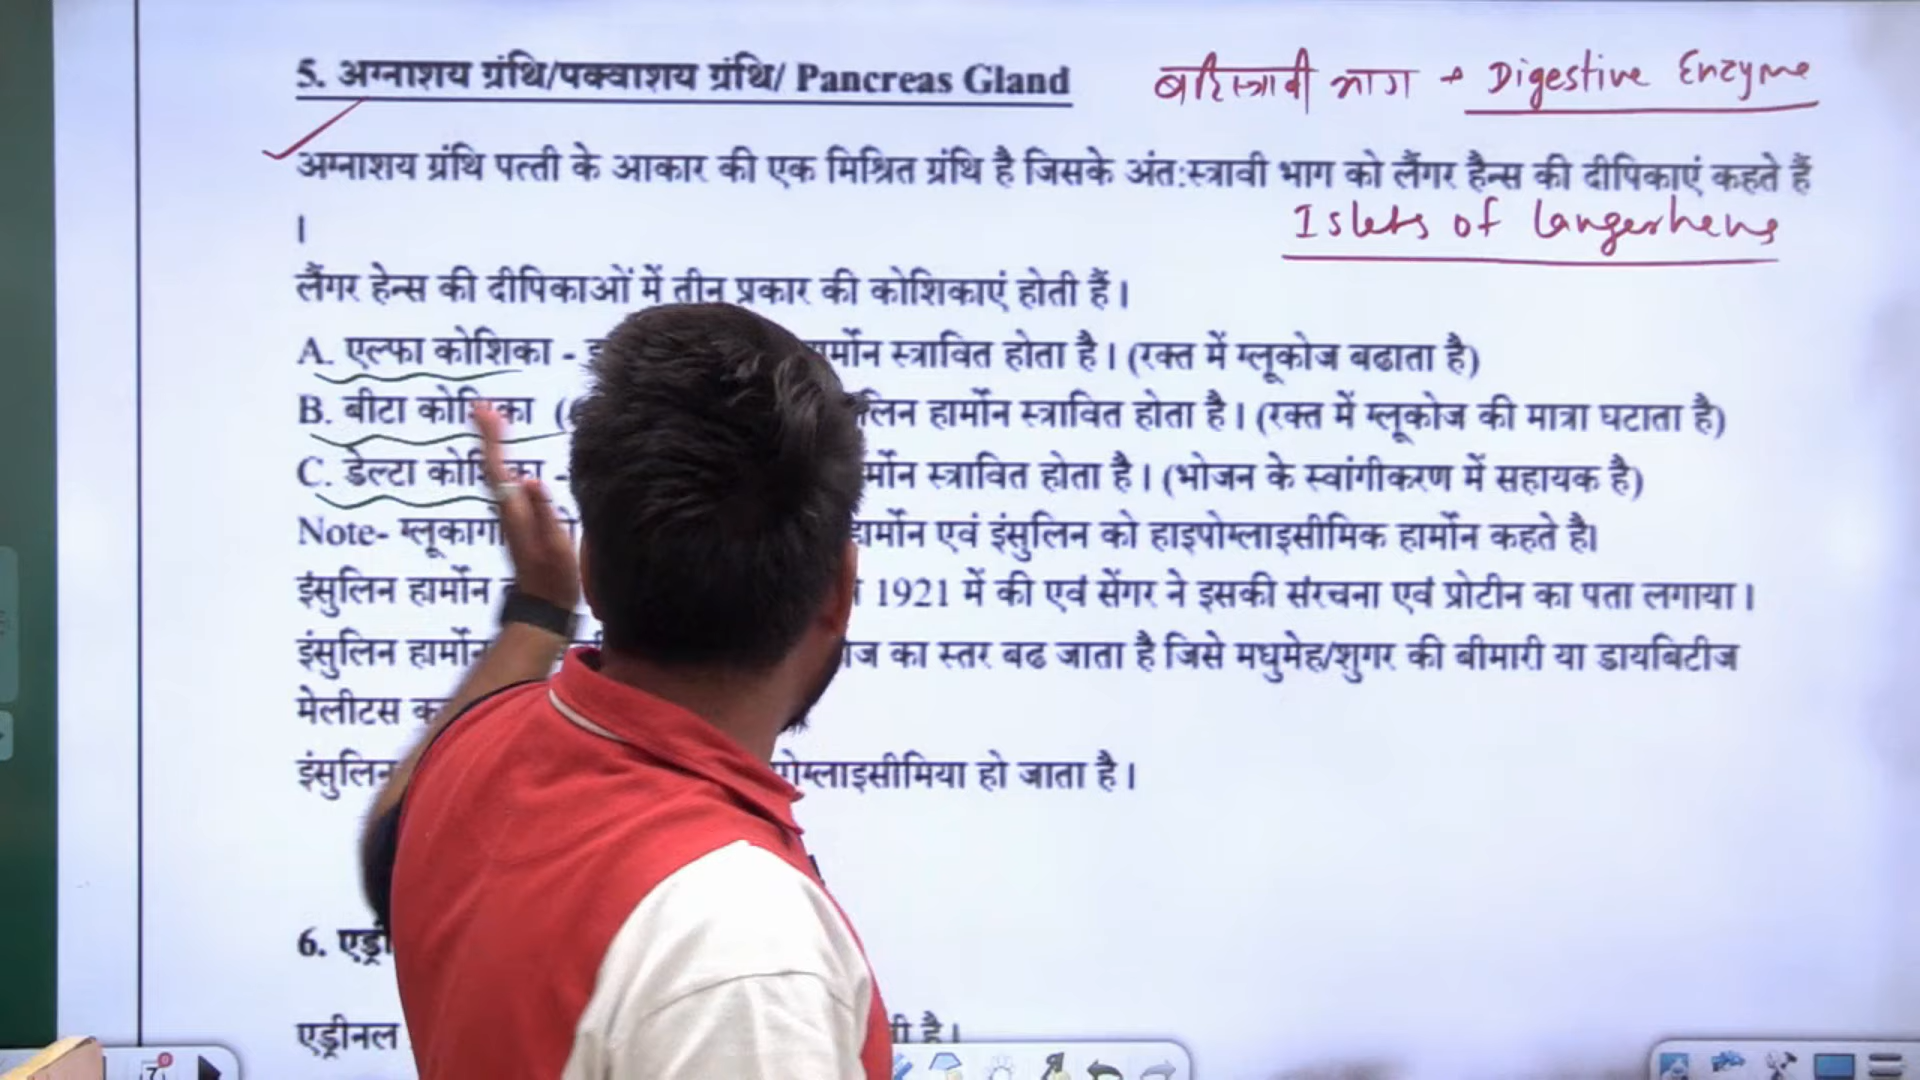 5. अग्नाशय ग्रंथि/पक्वाशय ग्रंथि/ Pancreas Gland
बहिस्त्रावी भाग → Digestive Enzyme
अग्नाशय ग्रंथि पत्ती के आकार की एक मिश्रित ग्रंथि है जिसके अंत:स्त्रावी भाग को लैंगर हैन्स की दीपिकाएं कहते हैं
।
Islets of Langerhens
लैंगर हेन्स की दीपिकाओं में तीन प्रकार की कोशिकाएं होती हैं।
A. एल्फा कोशिका - स्त्रावित होता है। (रक्त में ग्लूकोज बढाता है)
B. बीटा कोशिका ( हार्मोन स्त्रावित होता है। (रक्त में ग्लूकोज की मात्रा घटाता है)
C. डेल्टा कोशिका - स्त्रावित होता है। (भोजन के स्वांगीकरण में सहायक है)
Note- हार्मोन एवं इंसुलिन को हाइपोग्लाइसीमिक हार्मोन कहते है।
इंसुलिन हार्मोन 1921 में की एवं सेंगर ने इसकी संरचना एवं प्रोटीन का पता लगाया।
इंसुलिन हार्मोन का स्तर बढ जाता है जिसे मधुमेह/शुगर की बीमारी या डायबिटीज
मेलीटस
इंसुलिन हो जाता है।
6.
एड्रीनल है।
7